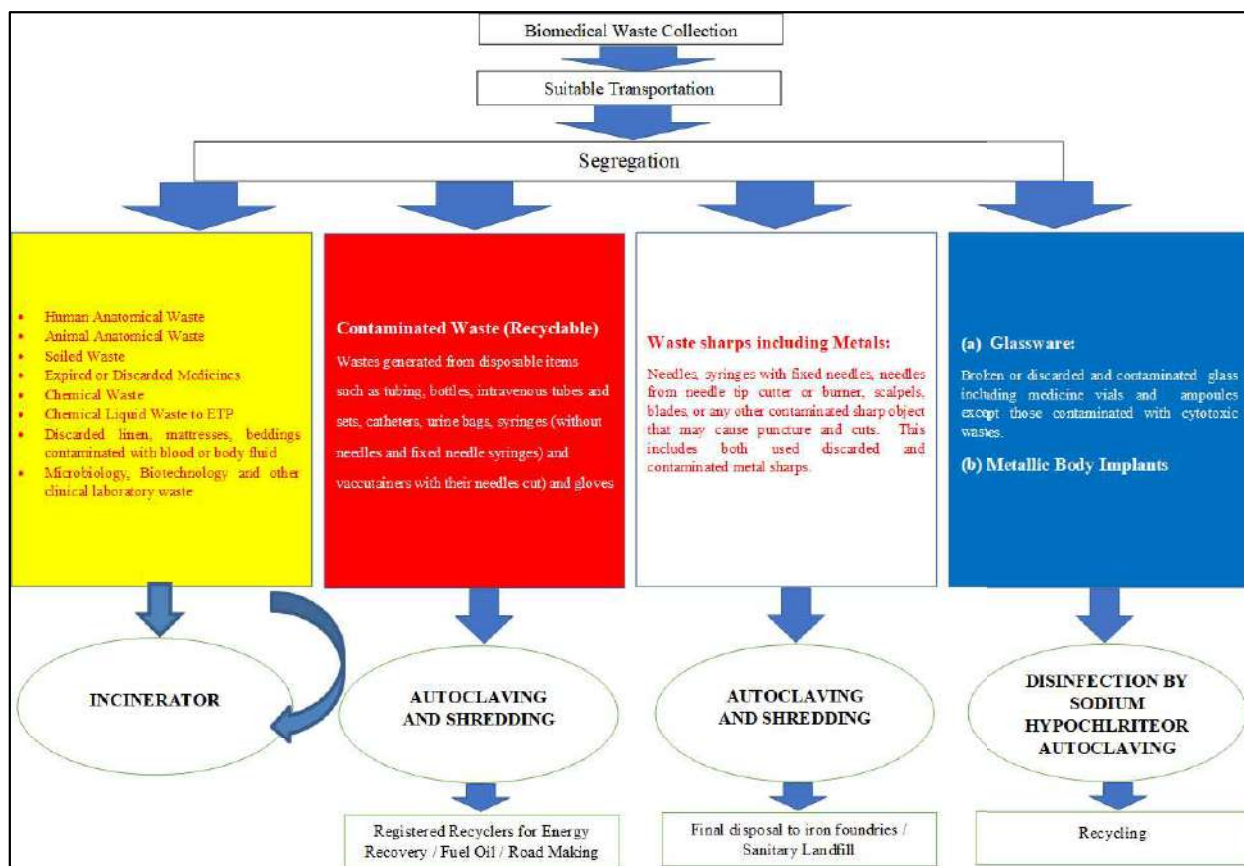 Biomedical Waste Collection
Suitable Transportation
Segregation
• Human Anatomical Waste
• Animal Anatomical Waste
• Soiled Waste
• Expired or Discarded Medicines
• Chemical Waste
• Chemical Liquid Waste to ETP
• Discarded linen, mattresses, beddings
contaminated with blood or body fluid
• Microbiology, Biotechnology and other
clinical laboratory waste
Contaminated Waste (Recyclable)
Wastes generated from disposable items
such as tubing, bottles, intravenous tubes and
sets, catheters, urine bags, syringes (without
needles and fixed needle syringes) and
vaccutainers with their needles cut) and gloves
Waste sharps including Metals:
Needles, syringes with fixed needles, needles
from needle tip cutter or burner, scalpels,
blades, or any other contaminated sharp object
that may cause puncture and cuts. This
includes both used discarded and
contaminated metal sharps.
(a) Glassware:
Broken or discarded and contaminated glass
including medicine vials and ampoules
except those contaminated with cytotoxic
wastes.
(b) Metallic Body Implants
INCINERATOR
AUTOCLAVING
AND SHREDDING
AUTOCLAVING
AND SHREDDING
DISINFECTION BY
SODIUM
HYPOCHLRITEOR
AUTOCLAVING
Registered Recyclers for Energy
Recovery / Fuel Oil / Road Making
Final disposal to iron foundries /
Sanitary Landfill
Recycling